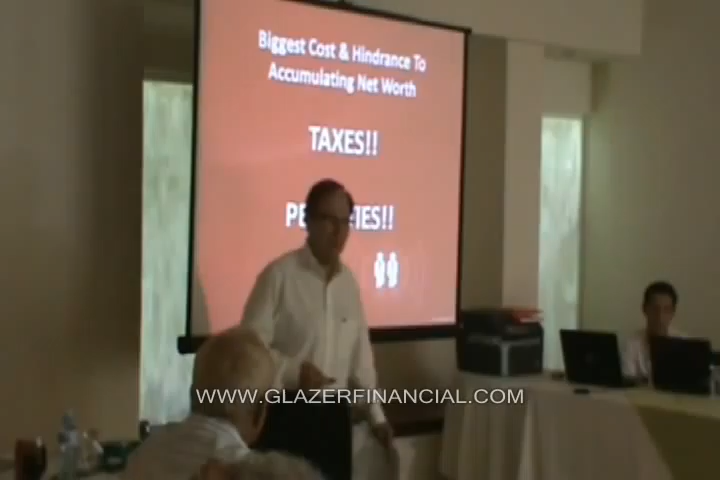 Biggest Cost & Hindrance To
Accumulating Net Worth
TAXES!!
WWW.GLAZERFINANCIAL.COM